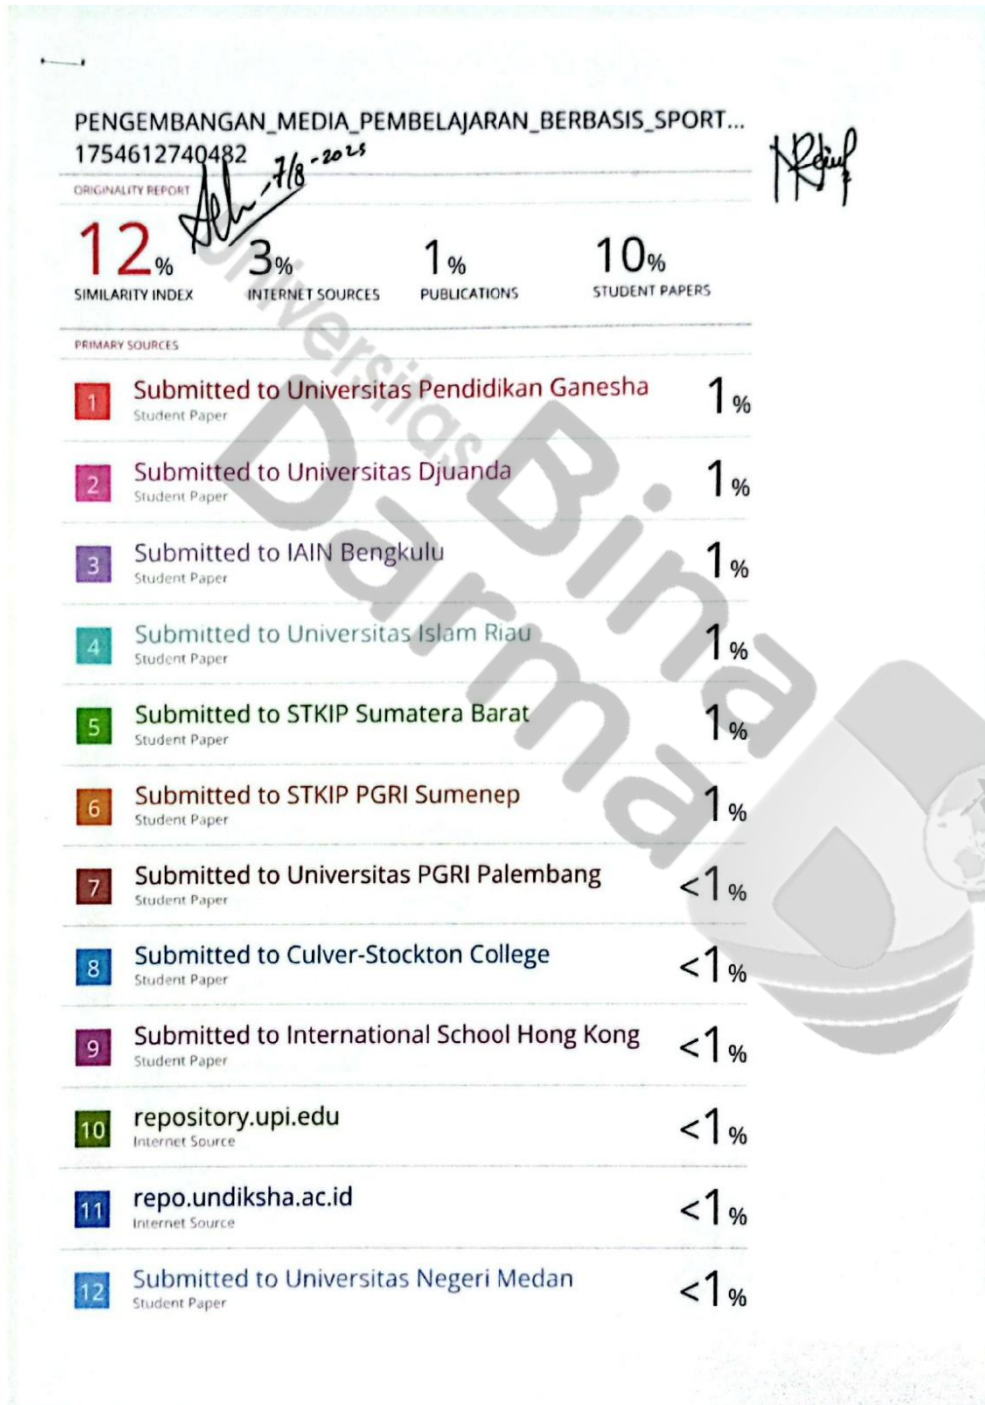 PENGEMBANGAN_MEDIA_PEMBELAJARAN_BERBASIS_SPORT...
1754612740482
7/8-2025
ORIGINALITY REPORT
12%
SIMILARITY INDEX
3%
INTERNET SOURCES
1%
PUBLICATIONS
10%
STUDENT PAPERS
PRIMARY SOURCES
1 Submitted to Universitas Pendidikan Ganesha 1%
Student Paper
2 Submitted to Universitas Djuanda 1%
Student Paper
3 Submitted to IAIN Bengkulu 1%
Student Paper
4 Submitted to Universitas Islam Riau 1%
Student Paper
5 Submitted to STKIP Sumatera Barat 1%
Student Paper
6 Submitted to STKIP PGRI Sumenep 1%
Student Paper
7 Submitted to Universitas PGRI Palembang <1%
Student Paper
8 Submitted to Culver-Stockton College <1%
Student Paper
9 Submitted to International School Hong Kong <1%
Student Paper
10 repository.upi.edu <1%
Internet Source
11 repo.undiksha.ac.id <1%
Internet Source
12 Submitted to Universitas Negeri Medan <1%
Student Paper
Universitas
Bina
Darma